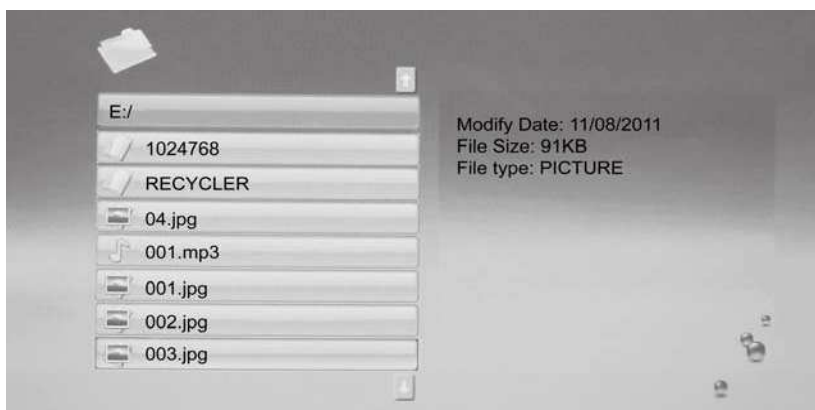 E:/
1024768
RECYCLER
04.jpg
001.mp3
001.jpg
002.jpg
003.jpg
Modify Date: 11/08/2011
File Size: 91KB
File type: PICTURE